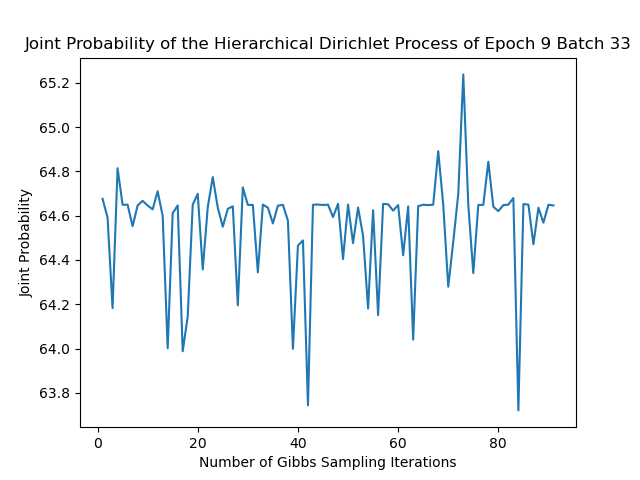 Joint Probability of the Hierarchical Dirichlet Process of Epoch 9 Batch 33
65.2
65.0
64.8
64.6
64.4
64.2
64.0
63.8
Joint Probability
0 20 40 60 80
Number of Gibbs Sampling Iterations